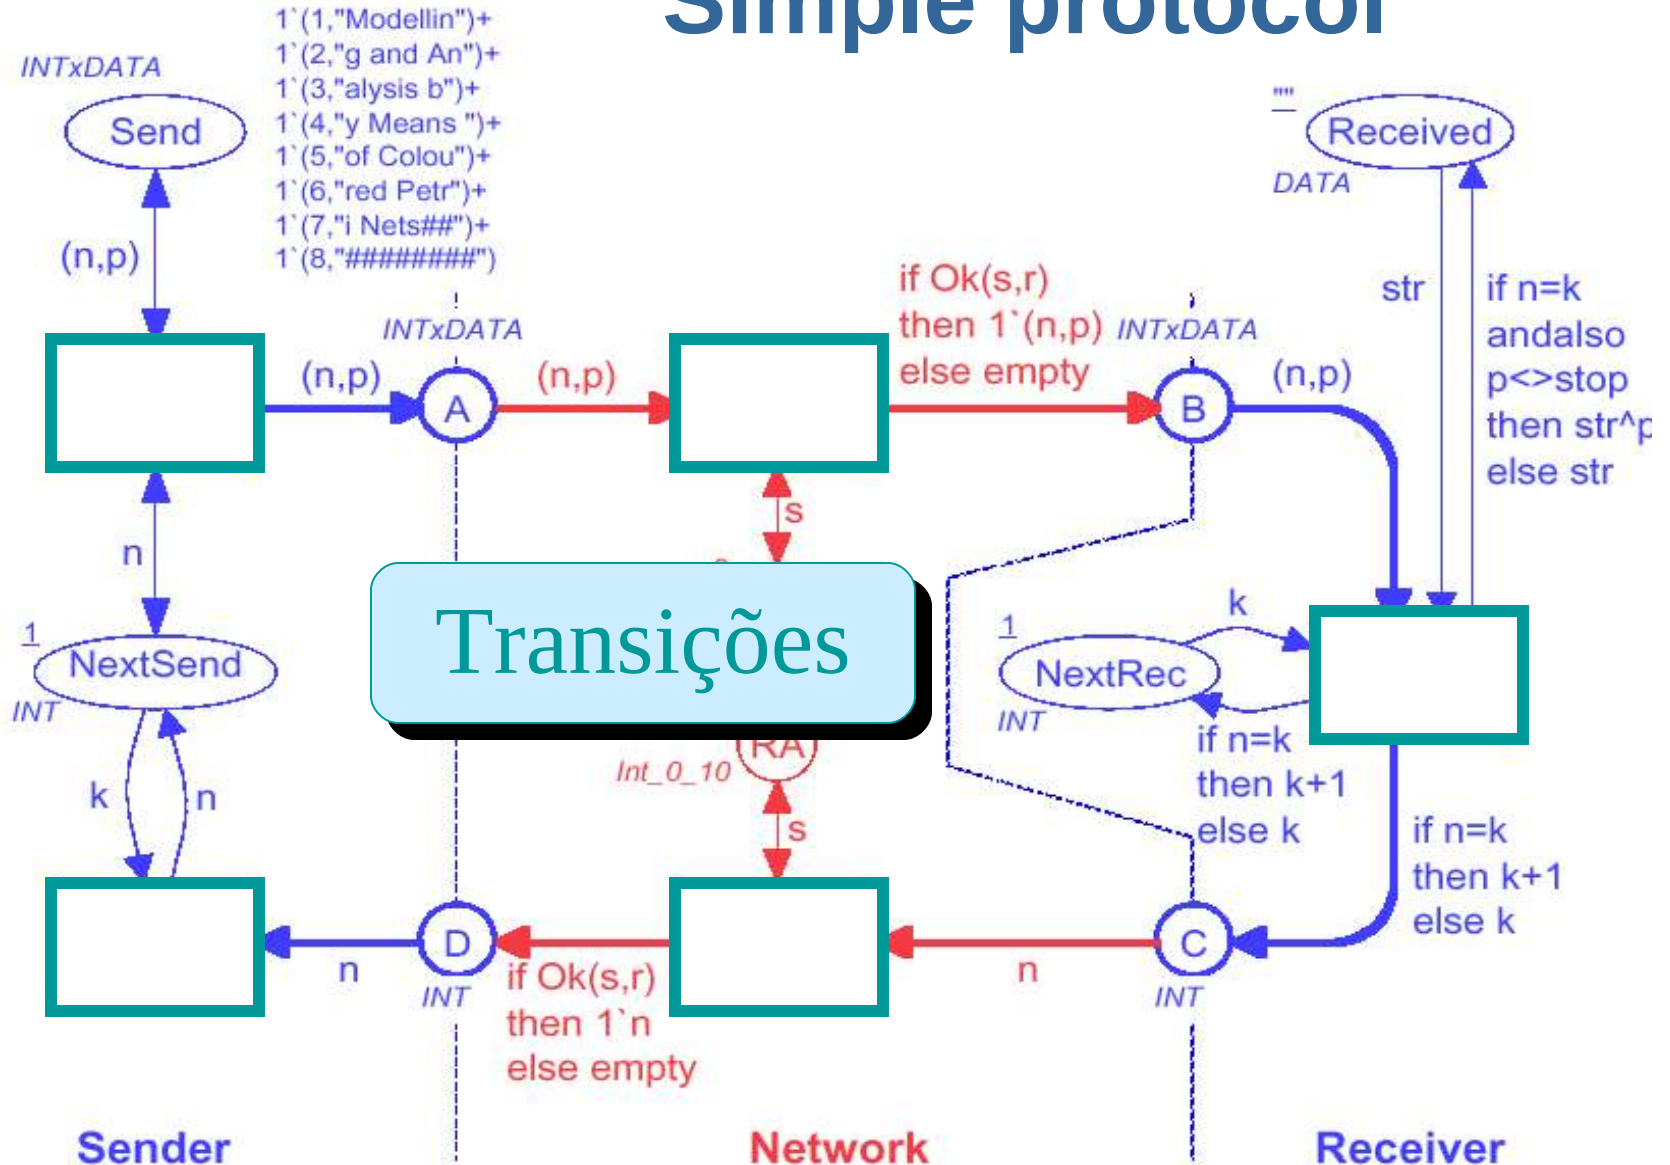 Simple protocol
1`(1,"Modellin")+
1`(2,"g and An")+
1`(3,"alysis b")+
1`(4,"y Means ")+
1`(5,"of Colou")+
1`(6,"red Petr")+
1`(7,"i Nets##")+
1`(8,"########")
INTxDATA
Send
""
Received
DATA
(n,p)
str
if n=k
andalso
p<>stop
then str^p
else str
if Ok(s,r)
then 1`(n,p)
else empty
INTxDATA
INTxDATA
(n,p)
A
(n,p)
B
(n,p)
s
n
Transições
1
NextSend
INT
k
1
NextRec
INT
if n=k
then k+1
else k
RA
Int_0_10
k
n
s
if n=k
then k+1
else k
D
C
n
INT
if Ok(s,r)
then 1`n
else empty
n
INT
Sender
Network
Receiver